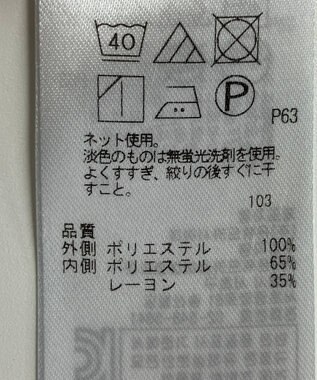 40
P
P63
ネット使用。
淡色のものは無蛍光洗剤を使用。
よくすすぎ、絞りの後すぐに干
すこと。
103
品質
外側 ポリエステル 100%
内側 ポリエステル 65%
レーヨン 35%